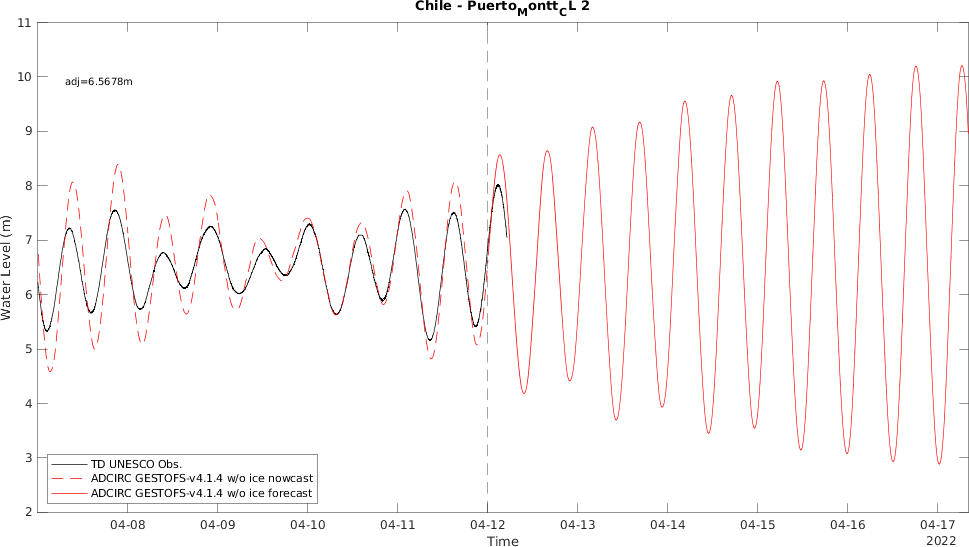 Chile - Puerto_Montt_CL 2
11
10
9
8
7
6
5
4
3
2
Water Level (m)
adj=6.5678m
TD UNESCO Obs.
ADCIRC GESTOFS-v4.1.4 w/o ice nowcast
ADCIRC GESTOFS-v4.1.4 w/o ice forecast
04-08 04-09 04-10 04-11 04-12 04-13 04-14 04-15 04-16 04-17
Time
2022